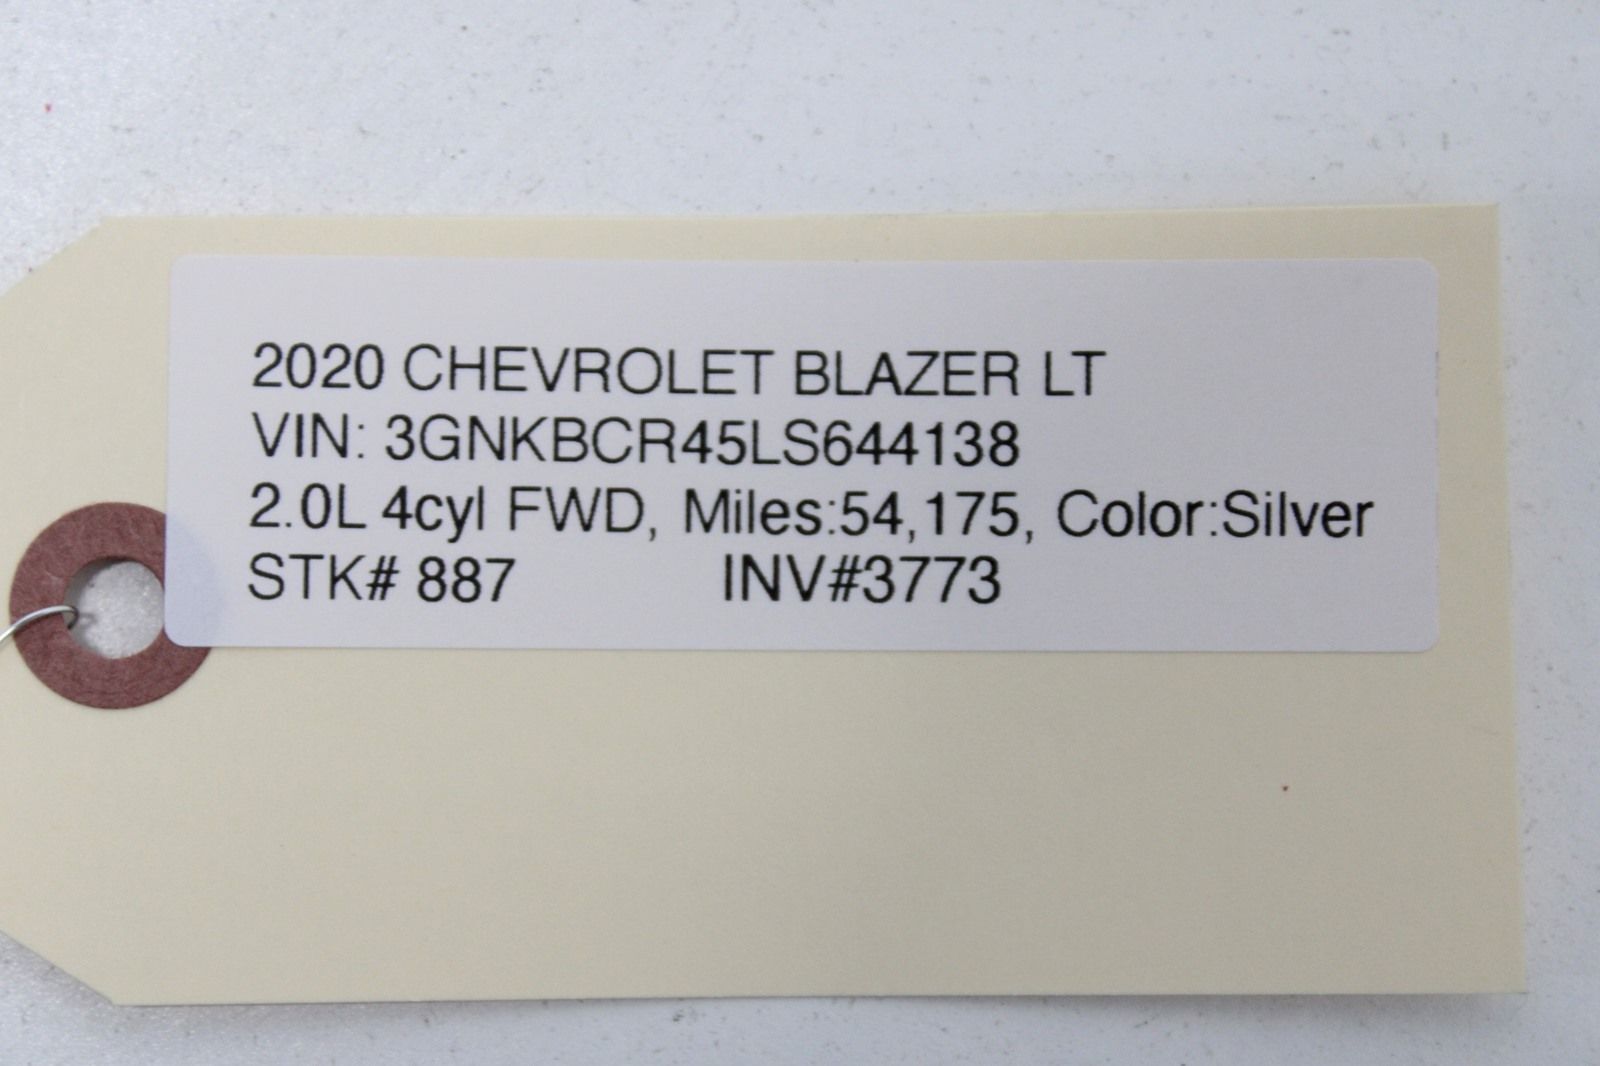 2020 CHEVROLET BLAZER LT
VIN: 3GNKBCR45LS644138
2.0L 4cyl FWD, Miles:54,175, Color:Silver
STK# 887 INV#3773